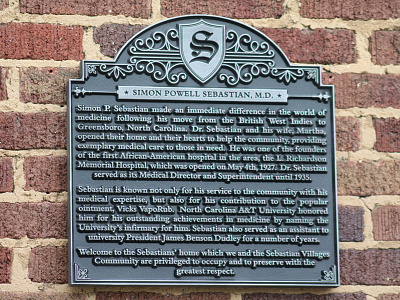 S
SIMON POWELL SEBASTIAN, M.D.
Simon P. Sebastian made an immediate difference in the world of
medicine following his move from the British West Indies to
Greensboro, North Carolina. Dr. Sebastian and his wife, Martha,
opened their home and their hearts to help the community, providing
exemplary medical care to those in need. He was one of the founders
of the first African-American hospital in the area, the L. Richardson
Memorial Hospital, which was opened on May 4th, 1927. Dr. Sebastian
served as its Medical Director and Superintendent until 1935.
Sebastian is known not only for his service to the community with his
medical expertise, but also for his contribution to the popular
ointment, Vicks VapoRub. North Carolina A&T University honored
him for his outstanding achievements in medicine by naming the
University's infirmary for him. Sebastian also served as an assistant to
university President James Benson Dudley for a number of years.
Welcome to the Sebastians' home which we and the Sebastian Villages
Community are privileged to occupy and to preserve with the
greatest respect.